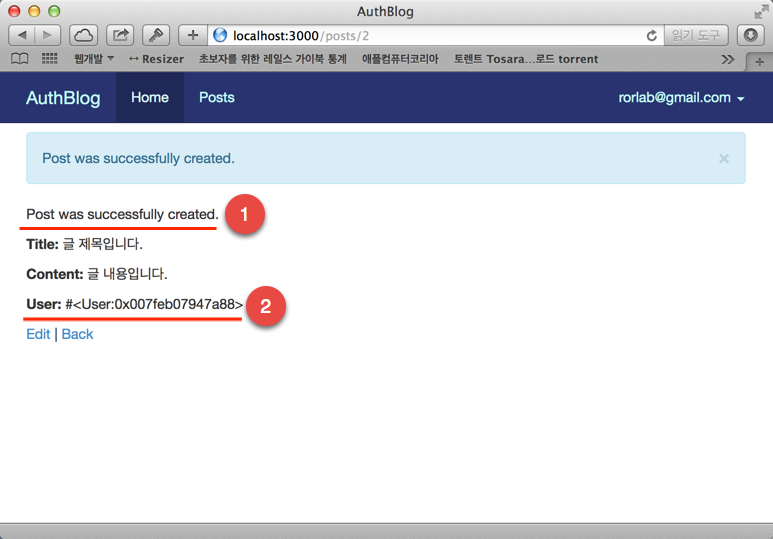 AuthBlog
localhost:3000/posts/2
읽기 도구
웹개발
Resizer
초보자를 위한 레일스 가이북 통계
애플컴퓨터코리아
토렌트 Tosara...로드 torrent
AuthBlog
Home
Posts
rorlab@gmail.com
Post was successfully created.
×
Post was successfully created.
1
Title: 글 제목입니다.
Content: 글 내용입니다.
User: #<User:0x007feb07947a88>
2
Edit | Back